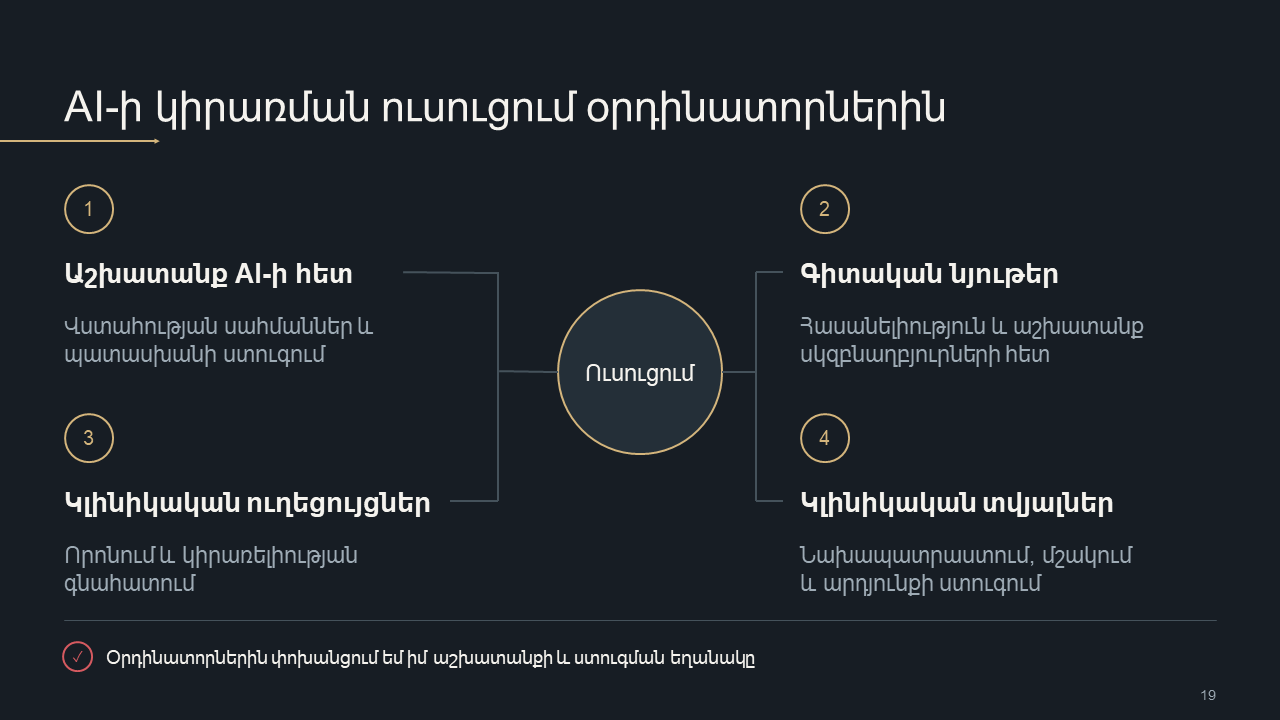 AI-ի կիրառման ուսուցում օրդինատորներին
1
Աշխատանք AI-ի հետ
Վստահության սահմաններ և
պատասխանի ստուգում
2
Գիտական նյութեր
Հասանելիություն և աշխատանք
սկզբնաղբյուրների հետ
Ուսուցում
3
Կլինիկական ուղեցույցներ
Որոնում և կիրառելիության
գնահատում
4
Կլինիկական տվյալներ
Նախապատրաստում, մշակում
և արդյունքի ստուգում
✓ Օրդինատորներին փոխանցում եմ իմ աշխատանքի և ստուգման եղանակը
19